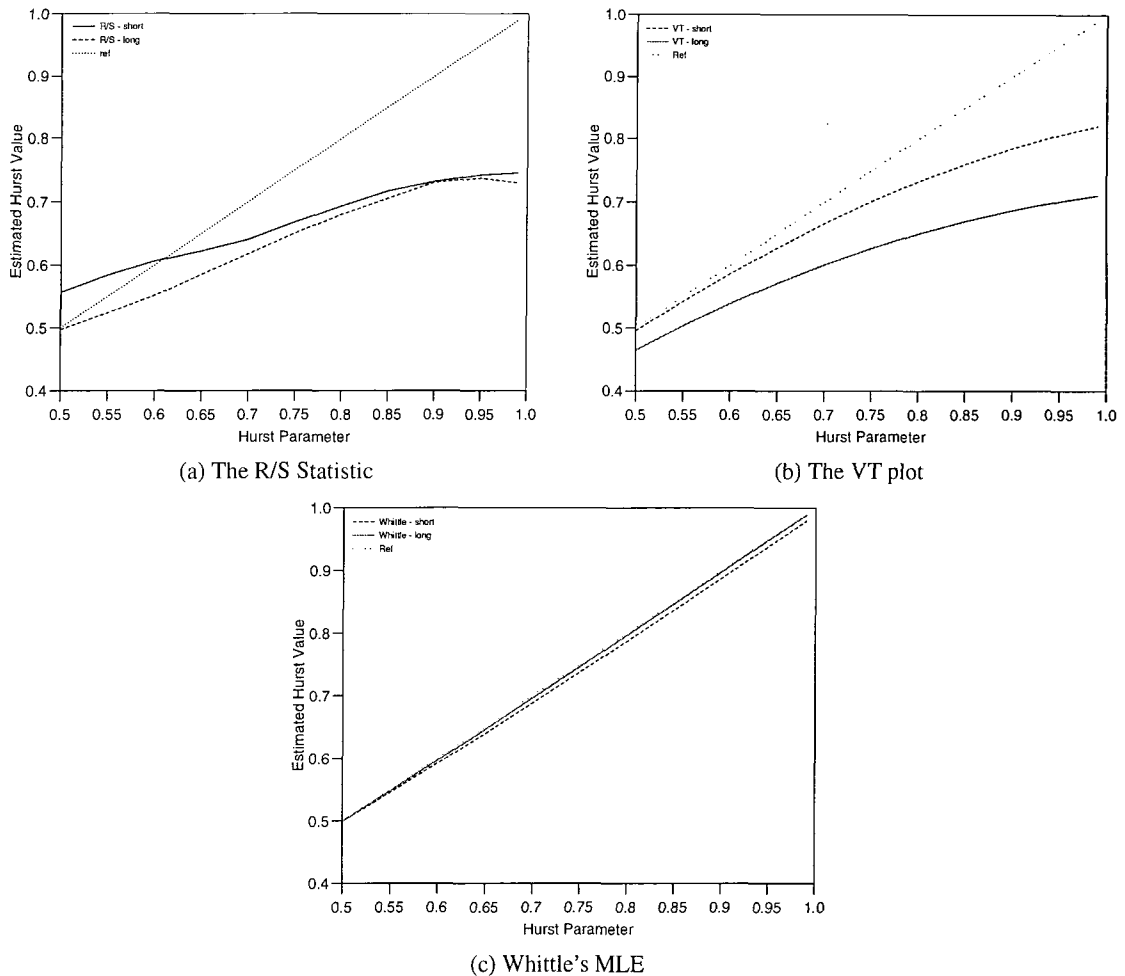 1.0
R/S - short
R/S - long
ref
0.9
0.8
0.7
0.6
0.5
0.4
Estimated Hurst Value
0.5 0.55 0.6 0.65 0.7 0.75 0.8 0.85 0.9 0.95 1.0
Hurst Parameter
(a) The R/S Statistic
1.0
VT - short
VT - long
Ref
0.9
0.8
0.7
0.6
0.5
0.4
Estimated Hurst Value
0.5 0.55 0.6 0.65 0.7 0.75 0.8 0.85 0.9 0.95 1.0
Hurst Parameter
(b) The VT plot
1.0
Whittle - short
Whittle - long
Ref
0.9
0.8
0.7
0.6
0.5
0.4
Estimated Hurst Value
0.5 0.55 0.6 0.65 0.7 0.75 0.8 0.85 0.9 0.95 1.0
Hurst Parameter
(c) Whittle's MLE